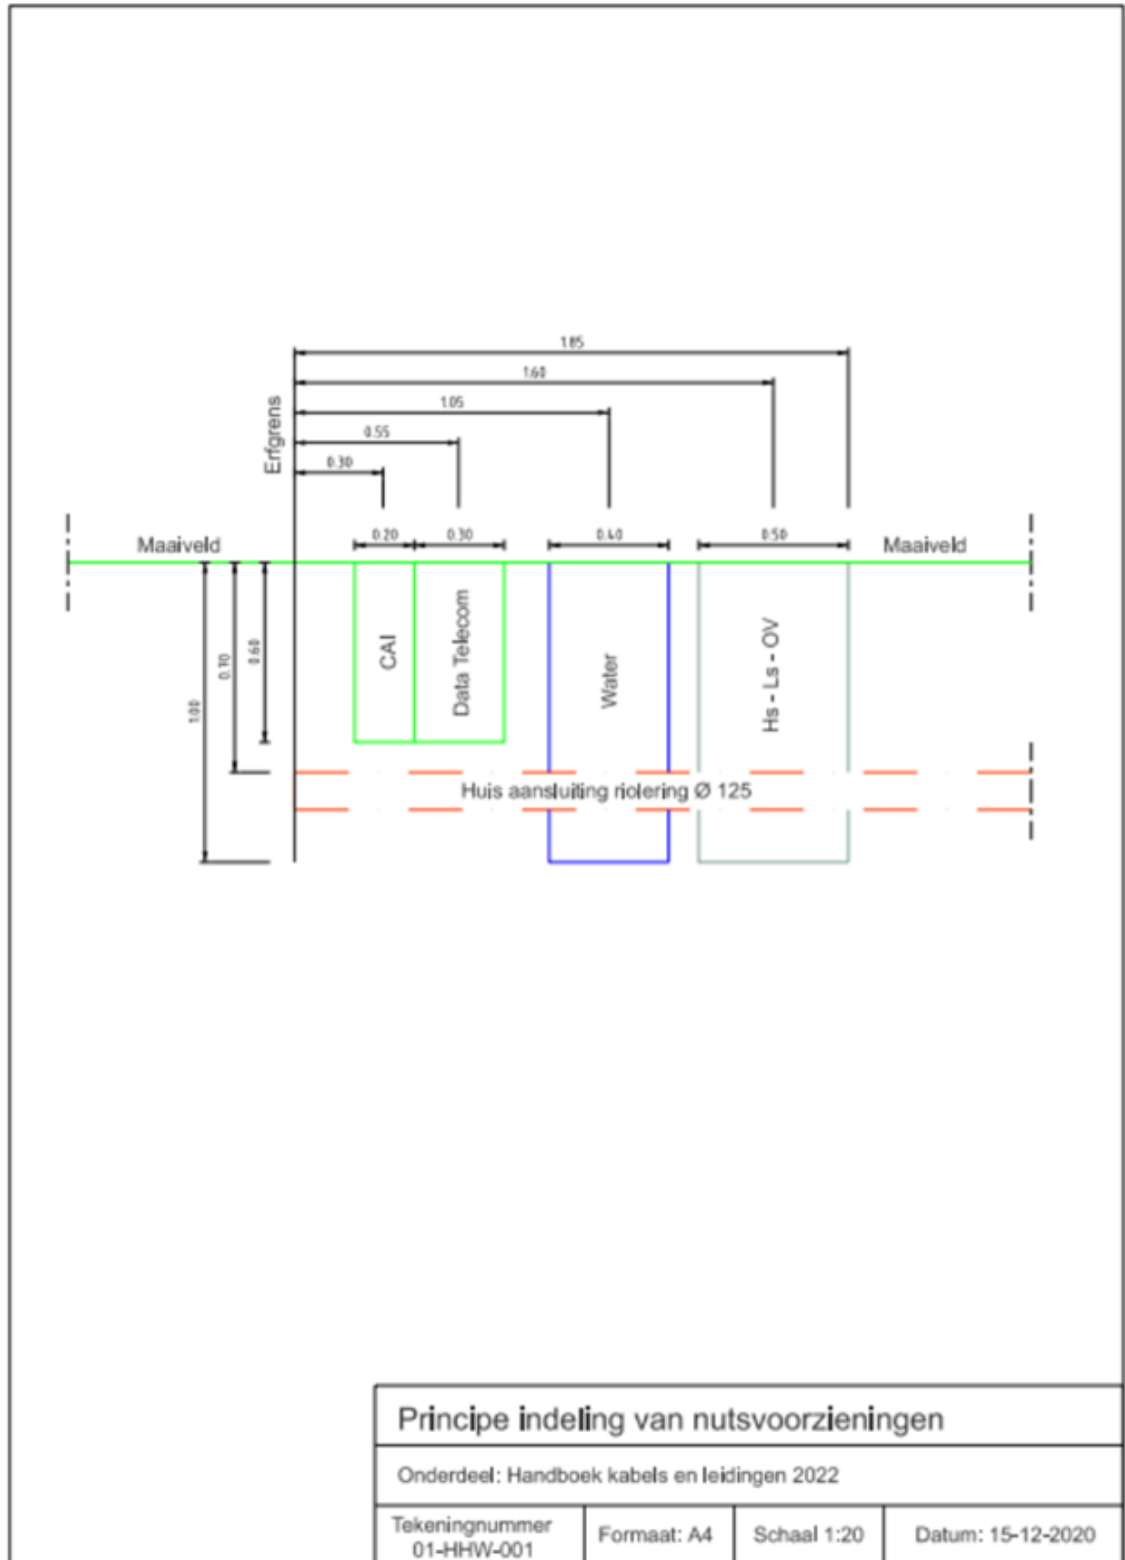 1.85
1.60
1.05
0.55
0.30
Erfgrens
0.20
0.30
0.40
0.50
Maaiveld
Maaiveld
1.00
0.70
0.60
CAI
Data Telecom
Water
Hs - Ls - OV
Huis aansluiting riolering Ø 125
Principe indeling van nutsvoorzieningen
Onderdeel: Handboek kabels en leidingen 2022
Tekeningnummer
01-HHW-001
Formaat: A4
Schaal 1:20
Datum: 15-12-2020